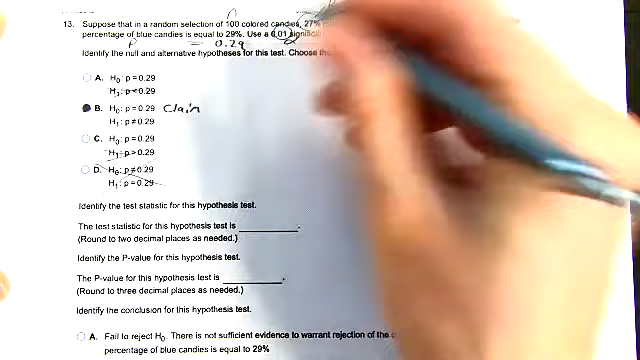 n
13. Suppose that in a random selection of 100 colored candies, 27%
percentage of blue candies is equal to 29%. Use a 0.01
p = 0.29 α
Identify the null and alternative hypotheses for this test. Choose the
A. H0: p = 0.29
H1: p < 0.29
B. H0: p = 0.29 Claim
H1: p ≠ 0.29
C. H0: p = 0.29
H1: p > 0.29
D. H0: p ≠ 0.29
H1: p = 0.29
Identify the test statistic for this hypothesis test.
The test statistic for this hypothesis test is ________.
(Round to two decimal places as needed.)
Identify the P-value for this hypothesis test.
The P-value for this hypothesis test is ________.
(Round to three decimal places as needed.)
Identify the conclusion for this hypothesis test.
A. Fail to reject H0. There is not sufficient evidence to warrant rejection of the
percentage of blue candies is equal to 29%